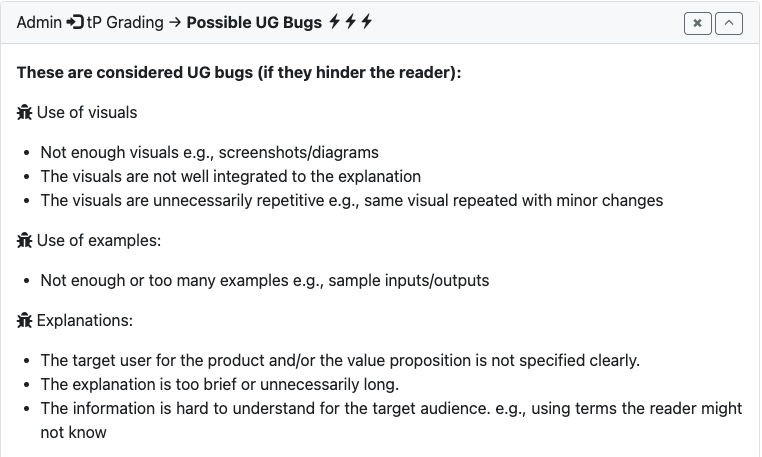 Admin tP Grading → Possible UG Bugs
These are considered UG bugs (if they hinder the reader):
Use of visuals
• Not enough visuals e.g., screenshots/diagrams
• The visuals are not well integrated to the explanation
• The visuals are unnecessarily repetitive e.g., same visual repeated with minor changes
Use of examples:
• Not enough or too many examples e.g., sample inputs/outputs
Explanations:
• The target user for the product and/or the value proposition is not specified clearly.
• The explanation is too brief or unnecessarily long.
• The information is hard to understand for the target audience. e.g., using terms the reader might
not know